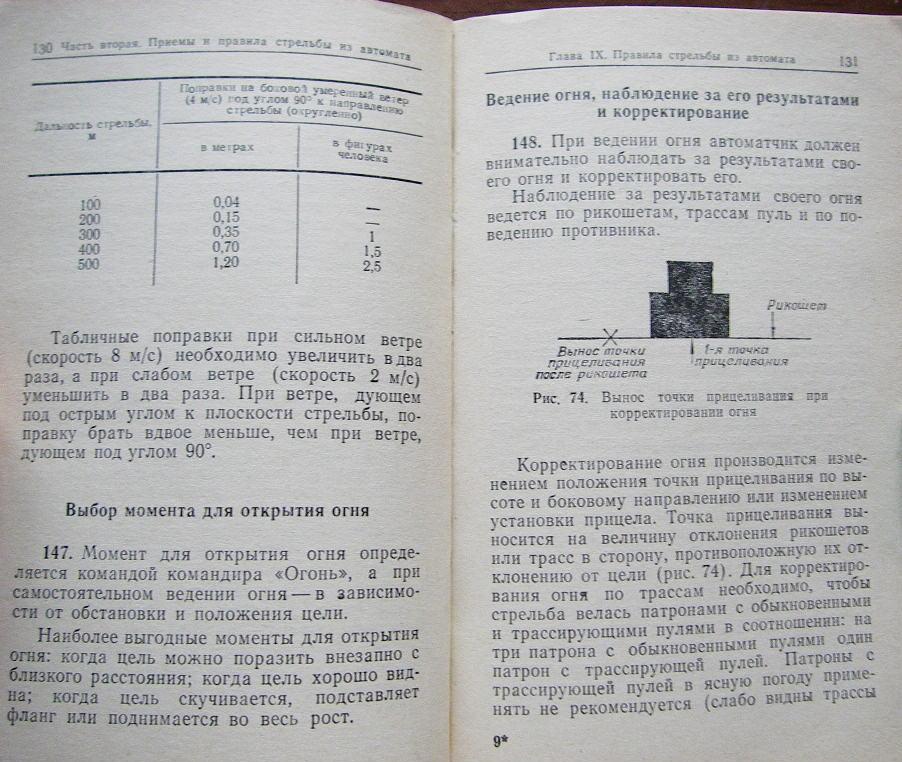 130 Часть вторая. Приемы и правила стрельбы из автомата
Дальность стрельбы, м
Поправки на боковой умеренный ветер
(4 м/с) под углом 90° к направлению
стрельбы (округленно)
в метрах
в фигурах
человека
100 0,04 —
200 0,15 —
300 0,35 1
400 0,70 1,5
500 1,20 2,5
Табличные поправки при сильном ветре
(скорость 8 м/с) необходимо увеличить в два
раза, а при слабом ветре (скорость 2 м/с)
уменьшить в два раза. При ветре, дующем
под острым углом к плоскости стрельбы, по-
правку брать вдвое меньше, чем при ветре,
дующем под углом 90°.
Выбор момента для открытия огня
147. Момент для открытия огня опреде-
ляется командой командира «Огонь», а при
самостоятельном ведении огня — в зависимо-
сти от обстановки и положения цели.
Наиболее выгодные моменты для открытия
огня: когда цель можно поразить внезапно с
близкого расстояния; когда цель хорошо вид-
на; когда цель скучивается, подставляет
фланг или поднимается во весь рост.
Глава IX. Правила стрельбы из автомата 131
Ведение огня, наблюдение за его результатами
и корректирование
148. При ведении огня автоматчик должен
внимательно наблюдать за результатами сво-
его огня и корректировать его.
Наблюдение за результатами своего огня
ведется по рикошетам, трассам пуль и по по-
ведению противника.
Рикошет
Вынос точки
прицеливания
после рикошета
1-я точка
прицеливания
Рис. 74. Вынос точки прицеливания при
корректировании огня
Корректирование огня производится изме-
нением положения точки прицеливания по вы-
соте и боковому направлению или изменением
установки прицела. Точка прицеливания вы-
носится на величину отклонения рикошетов
или трасс в сторону, противоположную их от-
клонению от цели (рис. 74). Для корректиро-
вания огня по трассам необходимо, чтобы
стрельба велась патронами с обыкновенными
и трассирующими пулями в соотношении: на
три патрона с обыкновенными пулями один
патрон с трассирующей пулей. Патроны с
трассирующей пулей в ясную погоду приме-
нять не рекомендуется (слабо видны трассы
9*